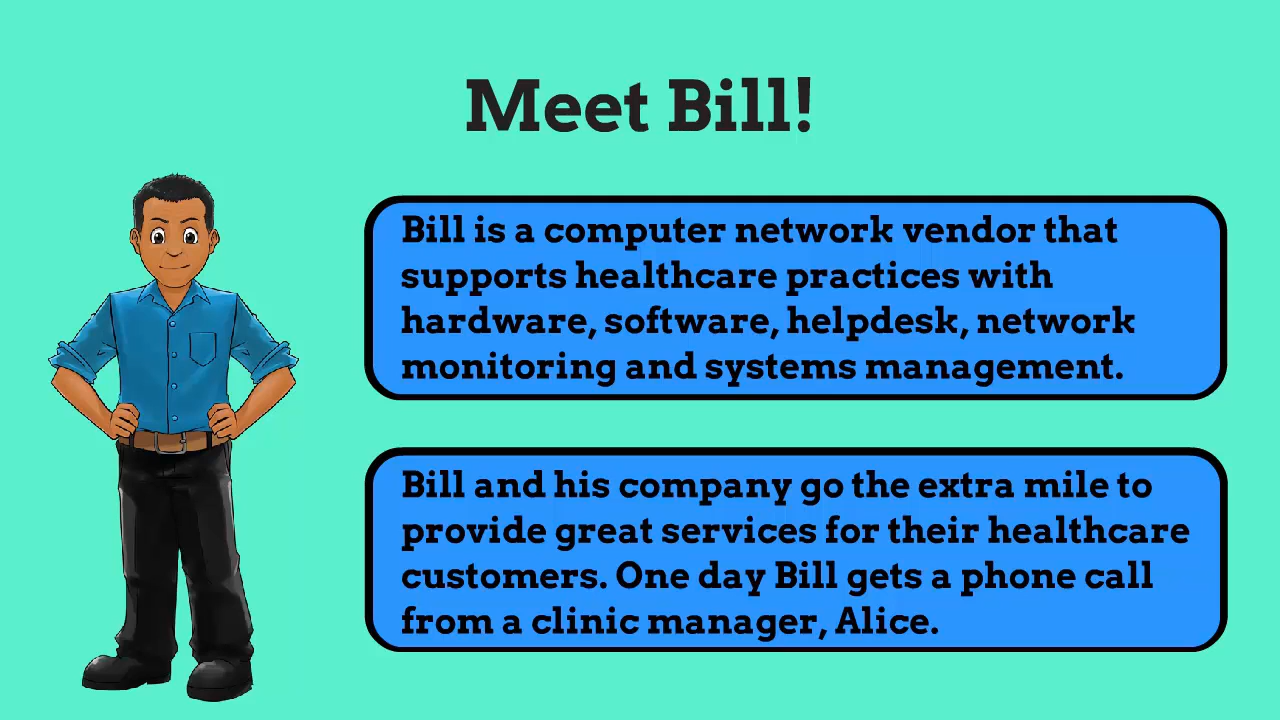 Meet Bill!
Bill is a computer network vendor that
supports healthcare practices with
hardware, software, helpdesk, network
monitoring and systems management.
Bill and his company go the extra mile to
provide great services for their healthcare
customers. One day Bill gets a phone call
from a clinic manager, Alice.